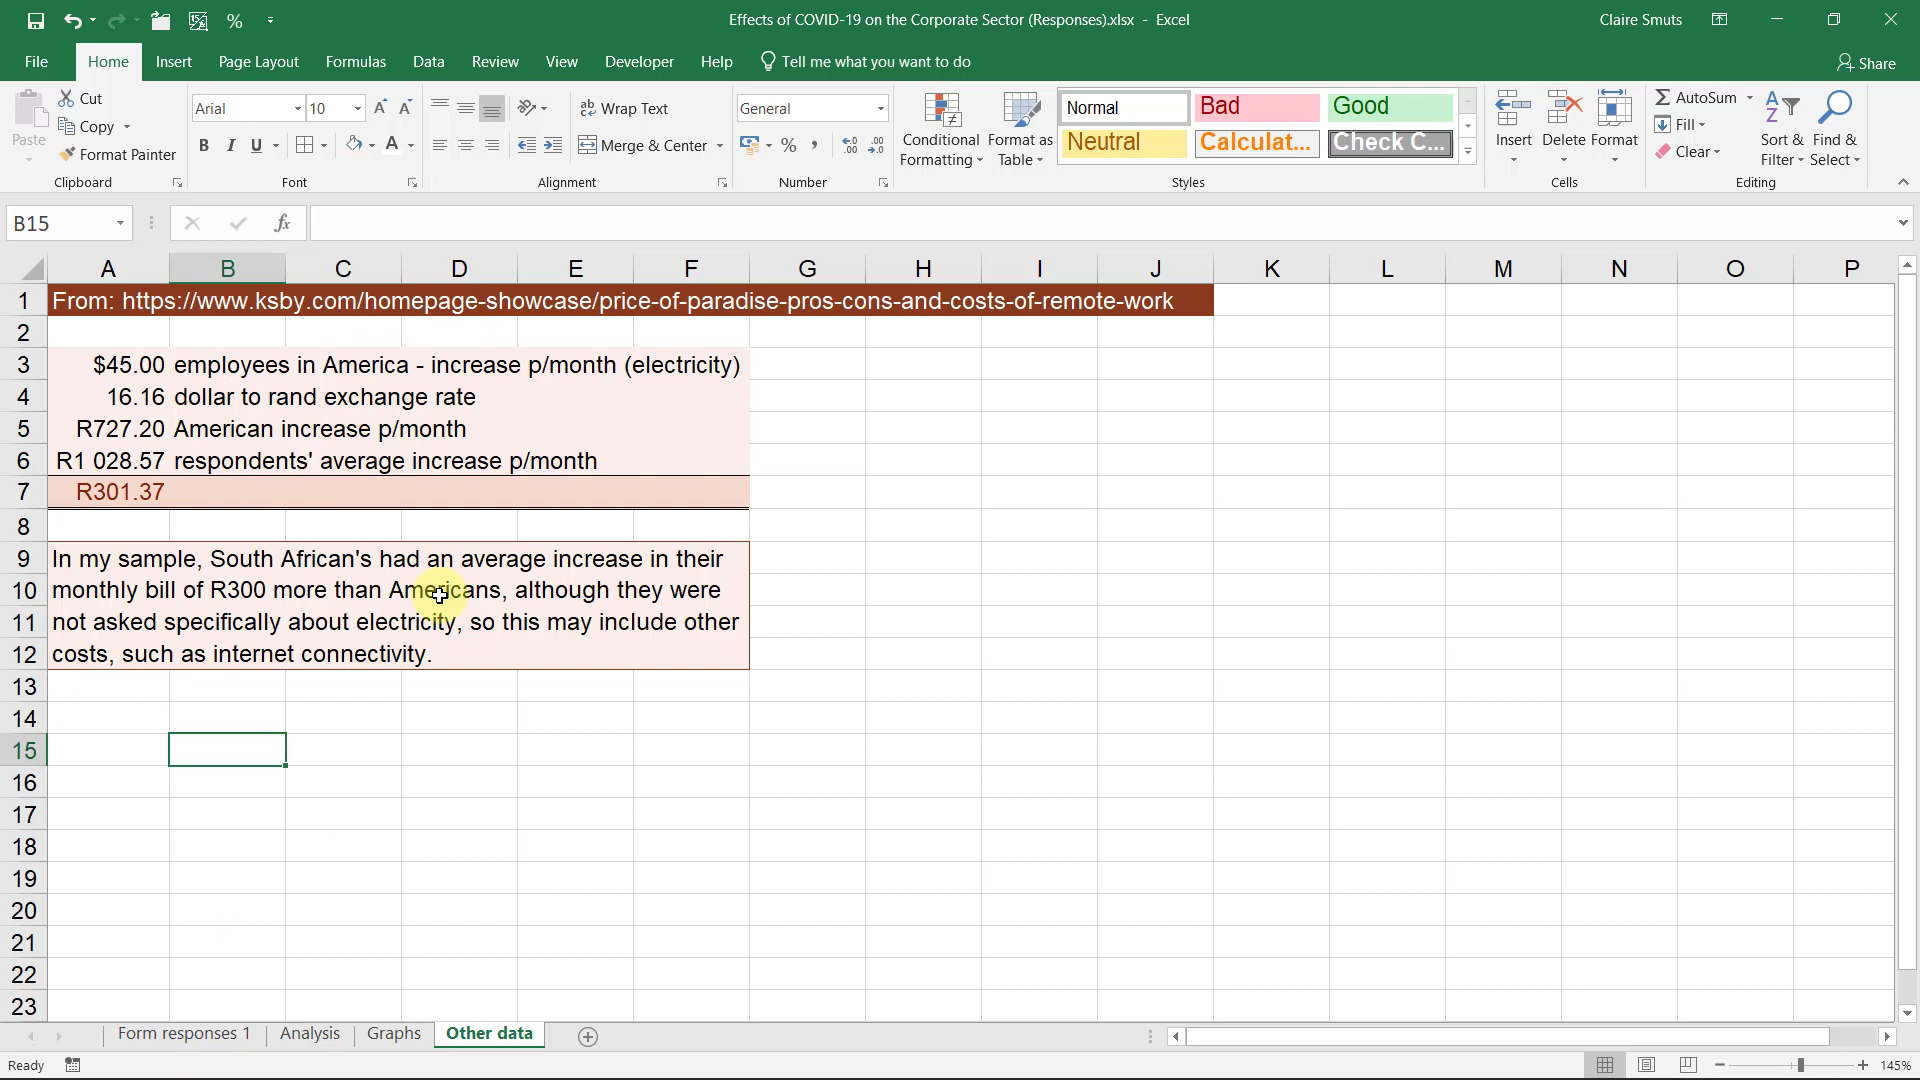 Effects of COVID-19 on the Corporate Sector (Responses).xlsx - Excel
Claire Smuts
File Home Insert Page Layout Formulas Data Review View Developer Help Tell me what you want to do Share
Paste
Cut
Copy
Format Painter
Clipboard
Arial 10
B I U
Font
Wrap Text
Merge & Center
Alignment
General
Number
Conditional Formatting
Format as Table
Normal Bad Good
Neutral Calculat... Check C...
Styles
Insert Delete Format
Cells
AutoSum
Fill
Clear
Sort & Filter
Find & Select
Editing
B15 fx
A B C D E F G H I J K L M N O P
1 From: https://www.ksby.com/homepage-showcase/price-of-paradise-pros-cons-and-costs-of-remote-work
2
3 $45.00 employees in America - increase p/month (electricity)
4 16.16 dollar to rand exchange rate
5 R727.20 American increase p/month
6 R1 028.57 respondents' average increase p/month
7 R301.37
8
9 In my sample, South African's had an average increase in their
10 monthly bill of R300 more than Americans, although they were
11 not asked specifically about electricity, so this may include other
12 costs, such as internet connectivity.
13
14
15
16
17
18
19
20
21
22
23
Form responses 1 Analysis Graphs Other data
Ready 145%